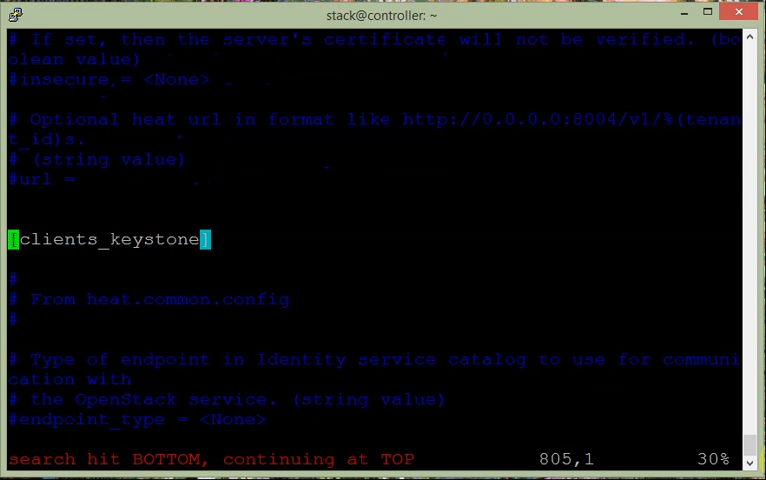 stack@controller: ~
# If set, then the server's certificate will not be verified. (bo
olean value)
#insecure = <None>
# Optional heat url in format like http://0.0.0.0:8004/v1/%(tenan
t_id)s.
# (string value)
#url =
[clients_keystone]
#
# From heat.common.config
#
# Type of endpoint in Identity service catalog to use for communi
cation with
# the OpenStack service. (string value)
#endpoint_type = <None>
search hit BOTTOM, continuing at TOP 805,1 30%